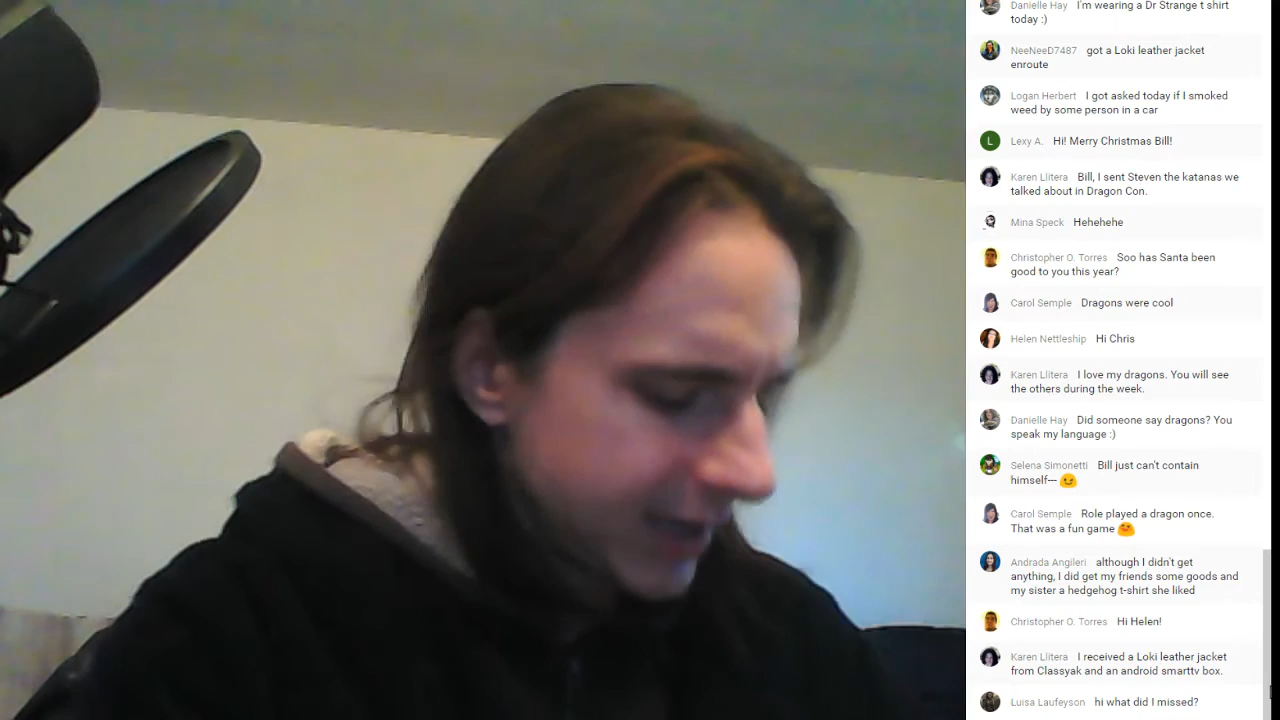 Danielle Hay I'm wearing a Dr Strange t shirt
today :)
NeeNeeD7487 got a Loki leather jacket
enroute
Logan Herbert I got asked today if I smoked
weed by some person in a car
L
Lexy A. Hi! Merry Christmas Bill!
Karen Llitera Bill, I sent Steven the katanas we
talked about in Dragon Con.
Mina Speck Hehehehe
Christopher O. Torres Soo has Santa been
good to you this year?
Carol Semple Dragons were cool
Helen Nettleship Hi Chris
Karen Llitera I love my dragons. You will see
the others during the week.
Danielle Hay Did someone say dragons? You
speak my language :)
Selena Simonetti Bill just can't contain
himself--- 😉
Carol Semple Role played a dragon once.
That was a fun game 😊
Andrada Angileri although I didn't get
anything, I did get my friends some goods and
my sister a hedgehog t-shirt she liked
Christopher O. Torres Hi Helen!
Karen Llitera I received a Loki leather jacket
from Classyak and an android smarttv box.
Luisa Laufeyson hi what did I missed?